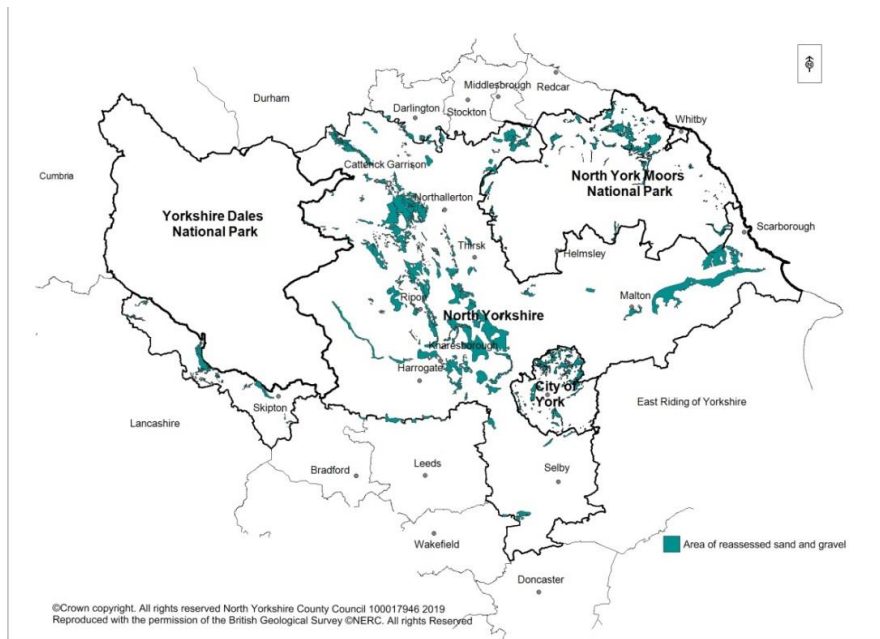 N
Middlesbrough
Redcar
Durham
Darlington
Stockton
Whitby
Catterick Garrison
Cumbria
North York Moors
National Park
Northallerton
Yorkshire Dales
National Park
Scarborough
Thirsk
Helmsley
Ripon
Malton
North Yorkshire
Knaresborough
Harrogate
City of
York
Skipton
East Riding of Yorkshire
Lancashire
Bradford
Leeds
Selby
Wakefield
Area of reassessed sand and gravel
Doncaster
©Crown copyright. All rights reserved North Yorkshire County Council 100017946 2019
Reproduced with the permission of the British Geological Survey ©NERC. All rights Reserved